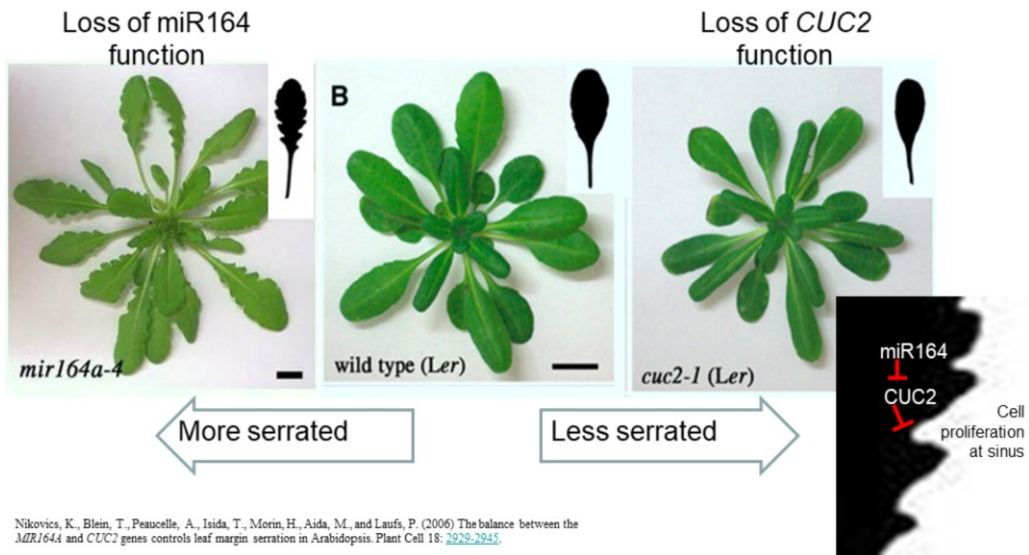 Loss of miR164
function
Loss of CUC2
function
B
mir164a-4
wild type (Ler)
cuc2-1 (Ler)
miR164
CUC2
Cell
proliferation
at sinus
More serrated
Less serrated
Nikovics, K., Blein, T., Peaucelle, A., Isida, T., Morin, H., Aida, M., and Laufs, P. (2006) The balance between the
MIR164A and CUC2 genes controls leaf margin serration in Arabidopsis. Plant Cell 18: 2929-2945.